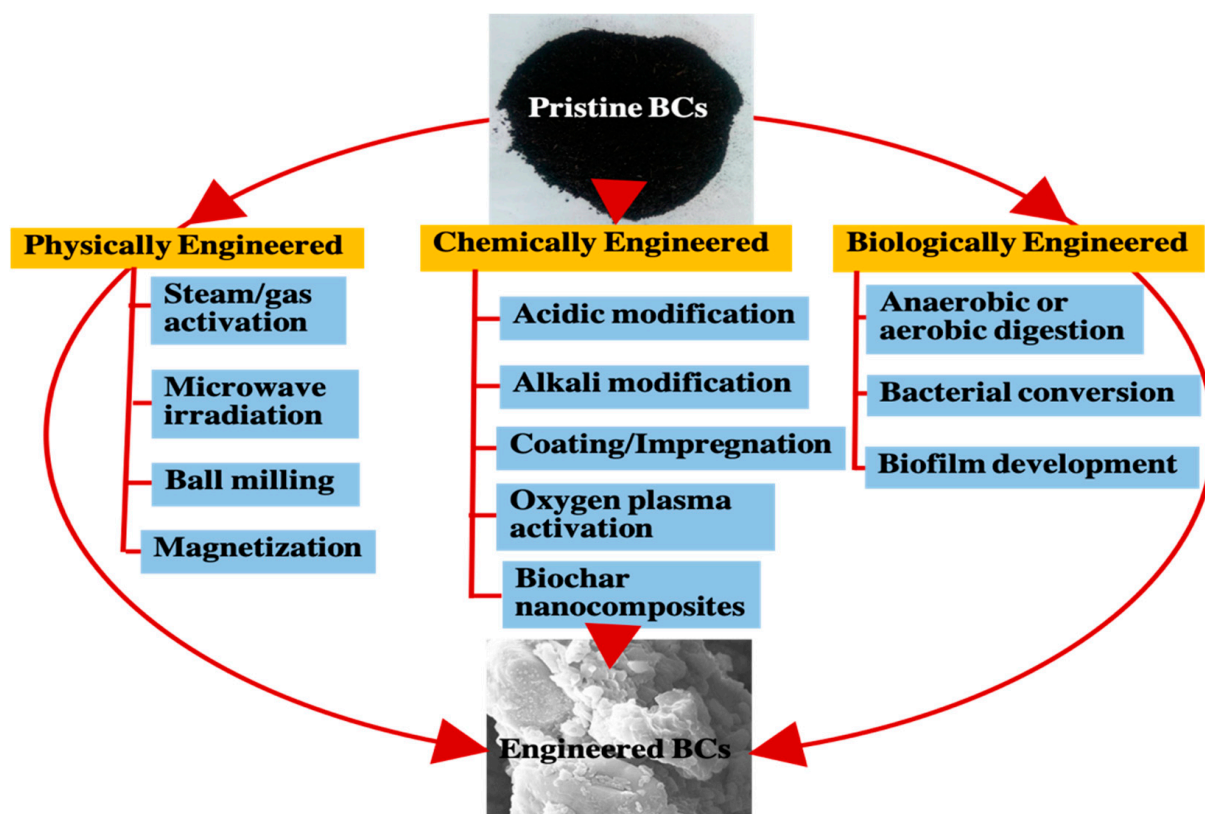 Pristine BCs
Physically Engineered
Steam/gas
activation
Microwave
irradiation
Ball milling
Magnetization
Chemically Engineered
Acidic modification
Alkali modification
Coating/Impregnation
Oxygen plasma
activation
Biochar
nanocomposites
Biologically Engineered
Anaerobic or
aerobic digestion
Bacterial conversion
Biofilm development
Engineered BCs